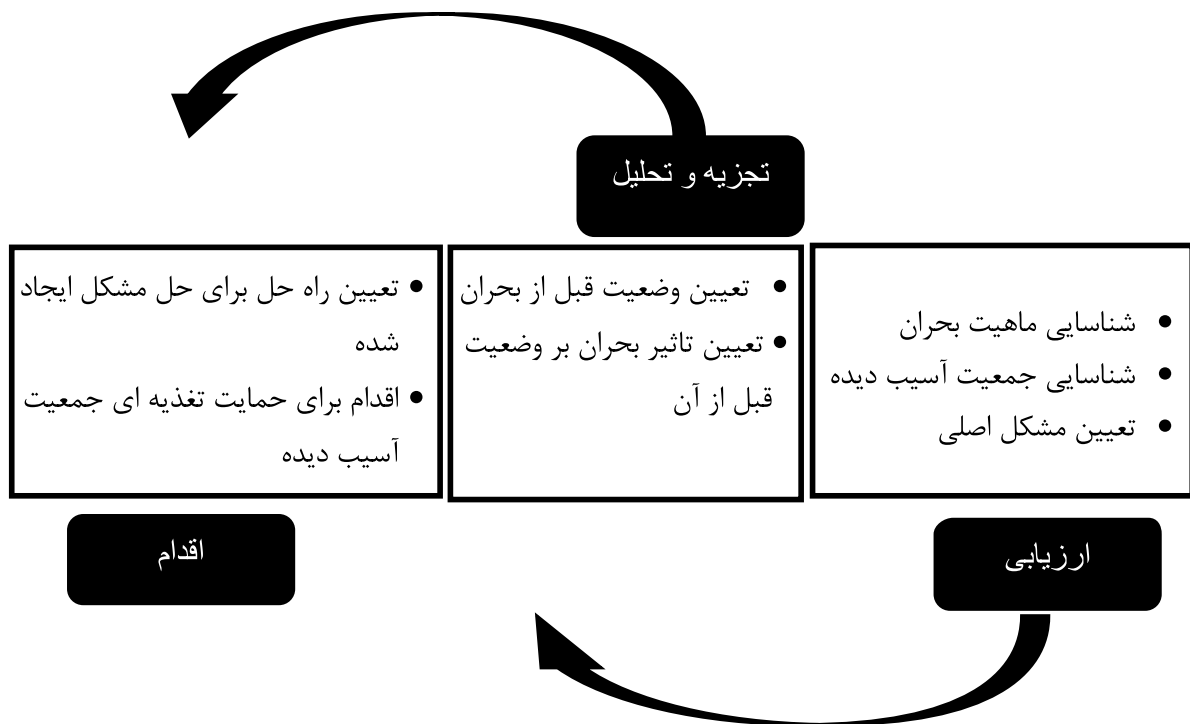 تجزیه و تحلیل
شناسایی ماهیت بحران
شناسایی جمعیت آسیب دیده
تعیین مشکل اصلی
تعیین وضعیت قبل از بحران
تعیین تاثیر بحران بر وضعیت
قبل از آن
تعیین راه حل برای حل مشکل ایجاد
شده
اقدام برای حمایت تغذیه ای جمعیت
آسیب دیده
ارزیابی
اقدام